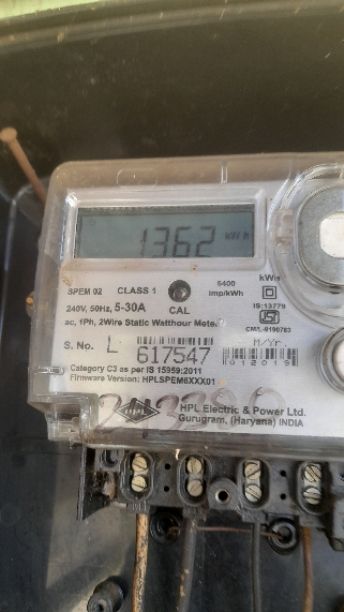 1362 kWh
SPEM 02 CLASS 1 6400 imp/kWh kWh
240V, 50Hz, 5-30A CAL IS:13779
ac, 1Ph, 2Wire Static Watthour Meter
S. No. L 617547 M/Yr. 012019
Category C3 as per IS 15959:2011
Firmware Version: HPLSPEM6XXX01
HPL Electric & Power Ltd.
Gurugram, (Haryana) INDIA